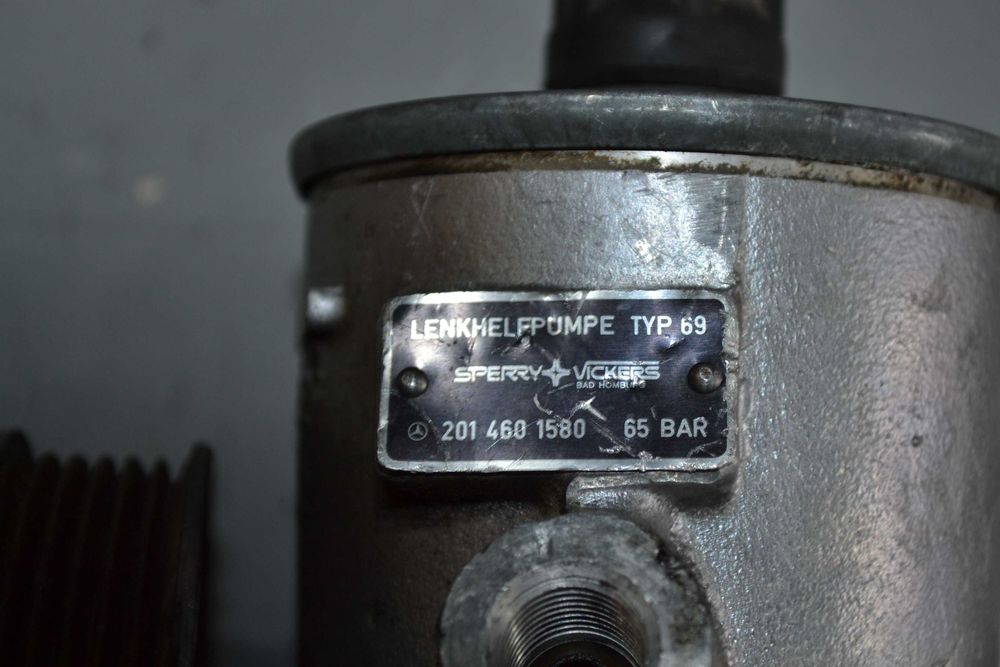 LENKHELFPUMPE TYP 69
SPERRY VICKERS
BAD HOMBURG
201 460 1580 65 BAR